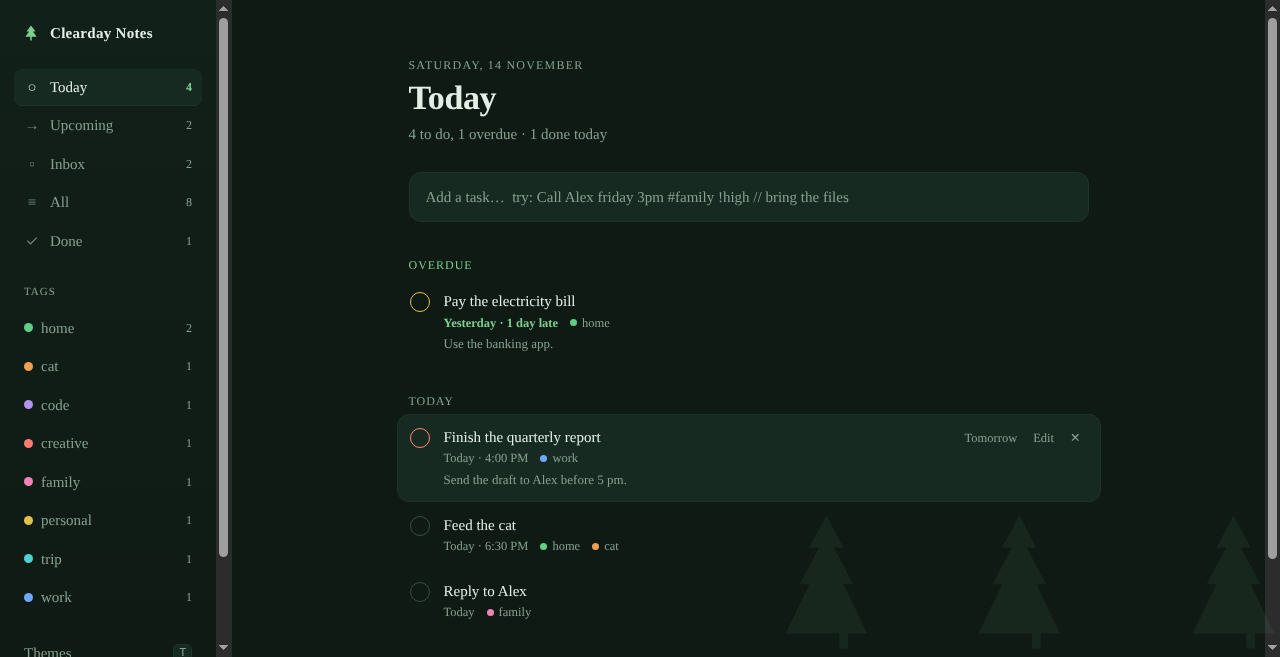 Clearday Notes
Today 4
Upcoming 2
Inbox 2
All 8
Done 1
TAGS
home 2
cat 1
code 1
creative 1
family 1
personal 1
trip 1
work 1
Themes T
SATURDAY, 14 NOVEMBER
Today
4 to do, 1 overdue · 1 done today
Add a task… try: Call Alex friday 3pm #family !high // bring the files
OVERDUE
Pay the electricity bill
Yesterday · 1 day late home
Use the banking app.
TODAY
Finish the quarterly report Tomorrow Edit ×
Today · 4:00 PM work
Send the draft to Alex before 5 pm.
Feed the cat
Today · 6:30 PM home cat
Reply to Alex
Today family